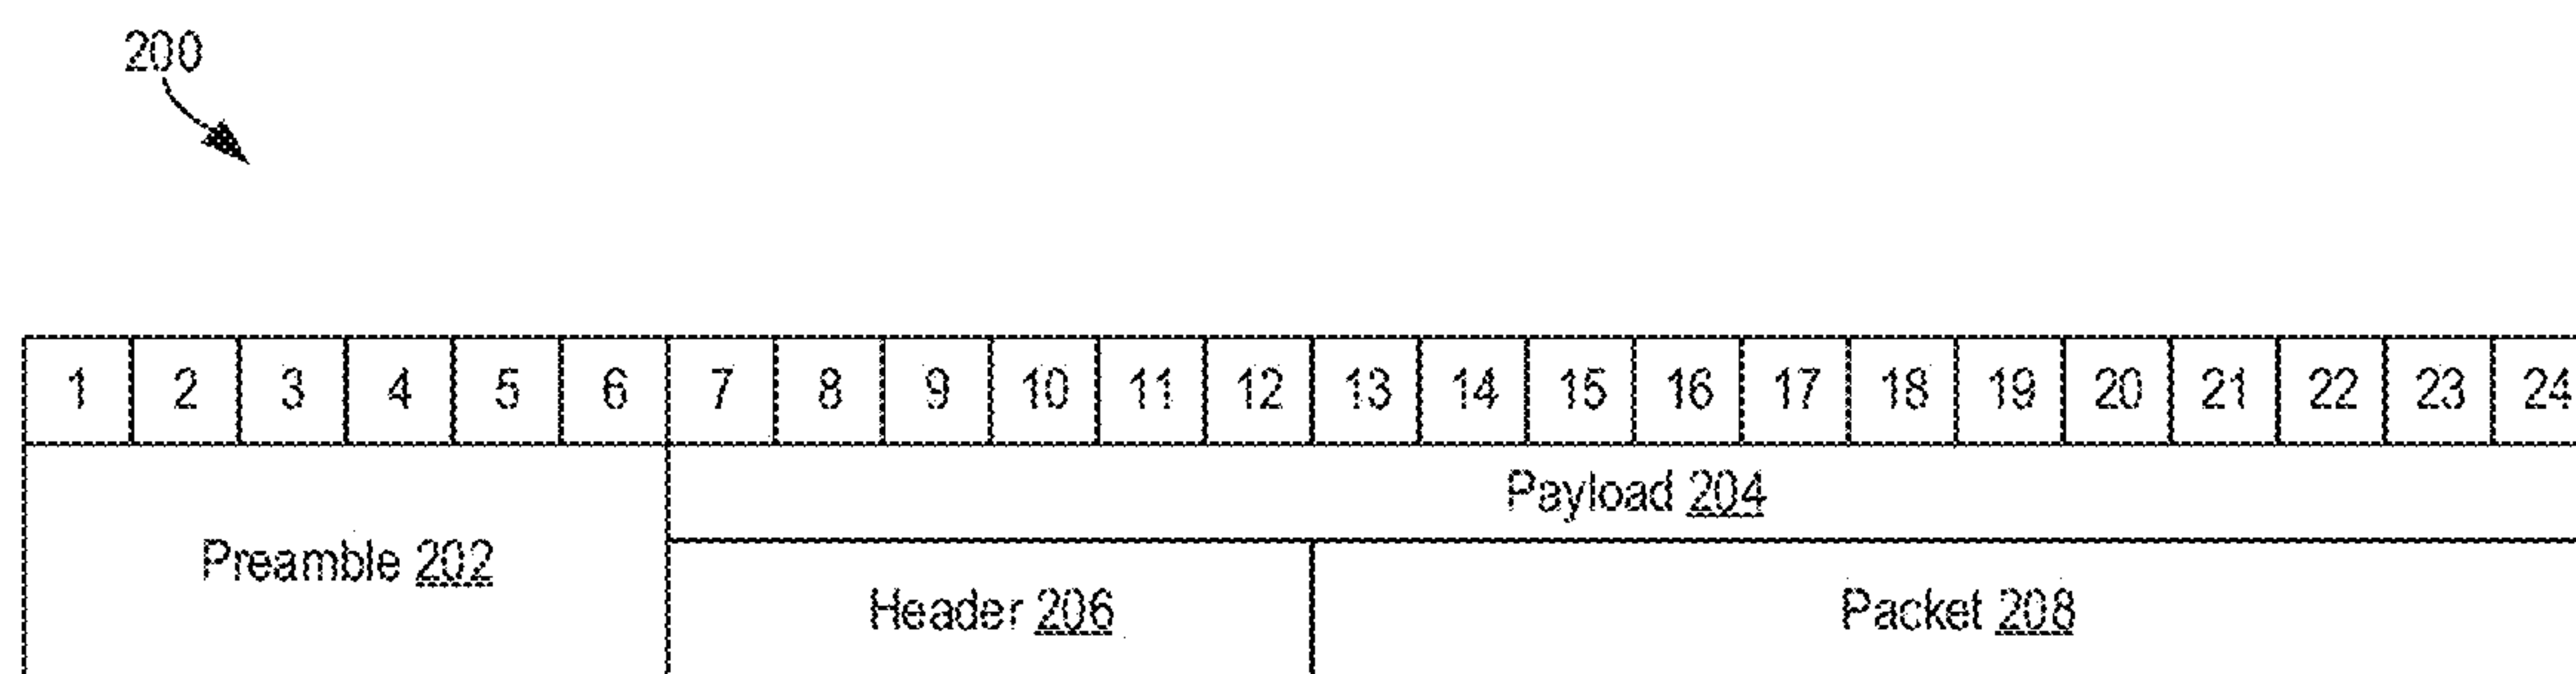 200
1 2 3 4 5 6 7 8 9 10 11 12 13 14 15 16 17 18 19 20 21 22 23 24
Payload 204
Preamble 202
Header 206 Packet 208